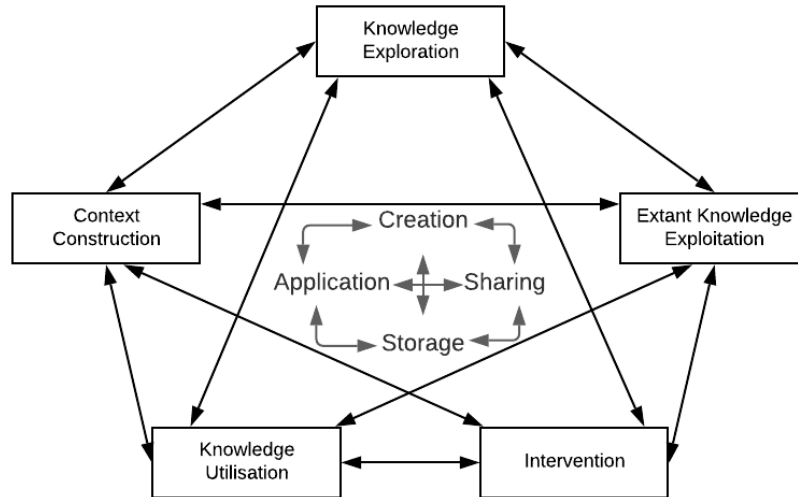 Knowledge
Exploration
Context
Construction
Extant Knowledge
Exploitation
Creation
Application
Sharing
Storage
Knowledge
Utilisation
Intervention